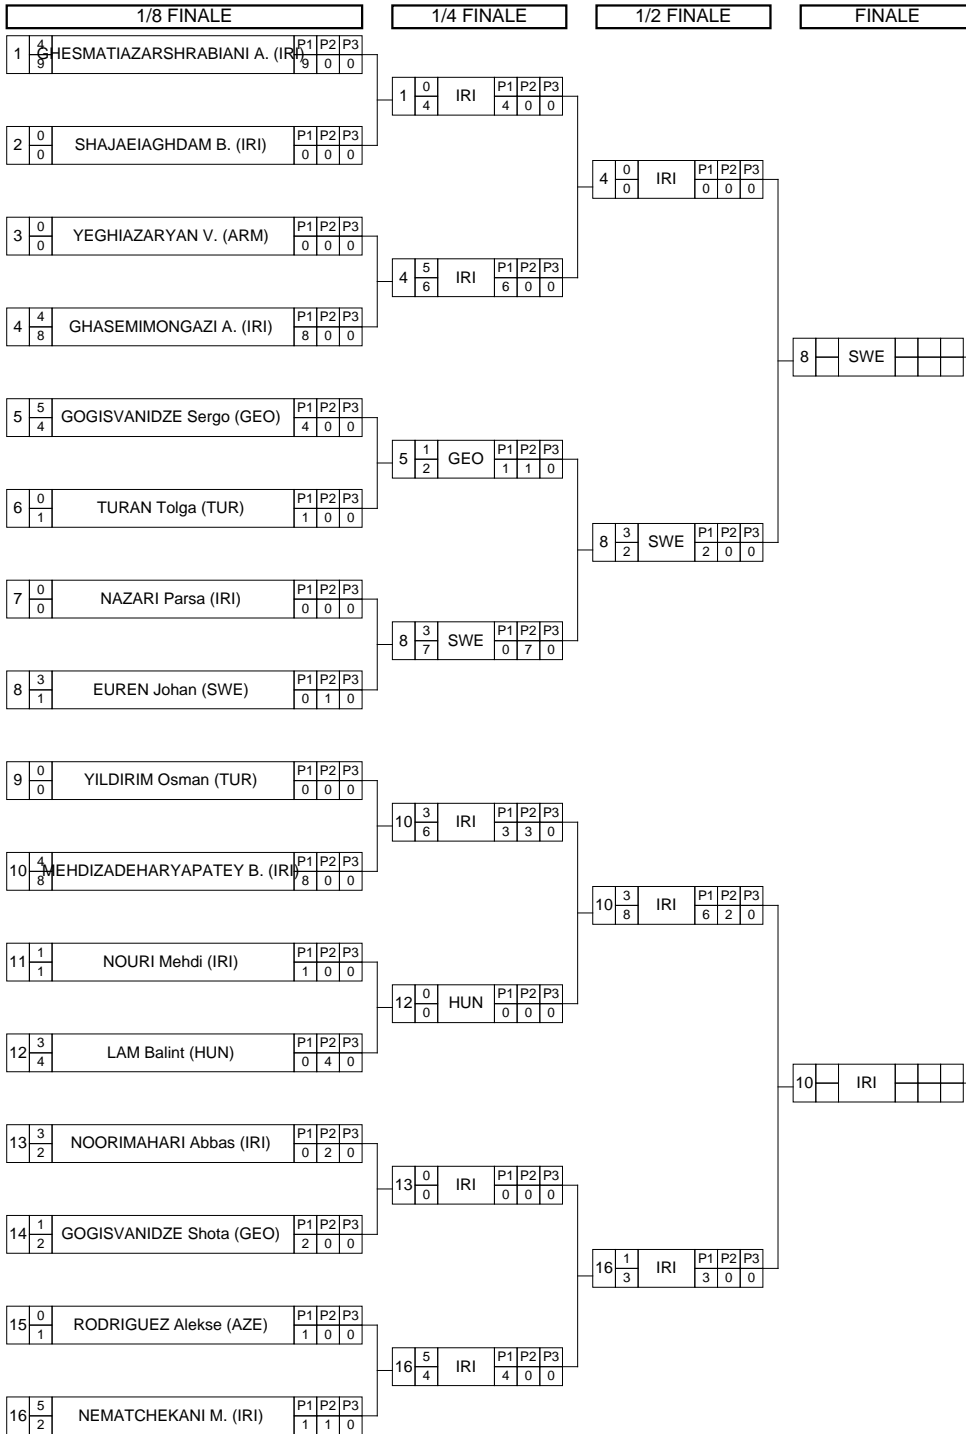 1/8 FINALE 1/4 FINALE 1/2 FINALE FINALE
1 4 9 GHESMATIAZARSHRABIANI A. (IRI) P1 P2 P3 9 0 0
1 0 4 IRI P1 P2 P3 4 0 0
2 0 0 SHAJAEIAGHDAM B. (IRI) P1 P2 P3 0 0 0
4 0 0 IRI P1 P2 P3 0 0 0
3 0 0 YEGHIAZARYAN V. (ARM) P1 P2 P3 0 0 0
4 5 6 IRI P1 P2 P3 6 0 0
4 4 8 GHASEMIMONGAZI A. (IRI) P1 P2 P3 8 0 0
8 SWE
5 5 4 GOGISVANIDZE Sergo (GEO) P1 P2 P3 4 0 0
5 1 2 GEO P1 P2 P3 1 1 0
6 0 1 TURAN Tolga (TUR) P1 P2 P3 1 0 0
8 3 2 SWE P1 P2 P3 2 0 0
7 0 0 NAZARI Parsa (IRI) P1 P2 P3 0 0 0
8 3 7 SWE P1 P2 P3 0 7 0
8 3 1 EUREN Johan (SWE) P1 P2 P3 0 1 0
9 0 0 YILDIRIM Osman (TUR) P1 P2 P3 0 0 0
10 3 6 IRI P1 P2 P3 3 3 0
10 4 8 MEHDIZADEHARYAPATEY B. (IRI) P1 P2 P3 8 0 0
10 3 8 IRI P1 P2 P3 6 2 0
11 1 1 NOURI Mehdi (IRI) P1 P2 P3 1 0 0
12 0 0 HUN P1 P2 P3 0 0 0
12 3 4 LAM Balint (HUN) P1 P2 P3 0 4 0
10 IRI
13 3 2 NOORIMAHARI Abbas (IRI) P1 P2 P3 0 2 0
13 0 0 IRI P1 P2 P3 0 0 0
14 1 2 GOGISVANIDZE Shota (GEO) P1 P2 P3 2 0 0
16 1 3 IRI P1 P2 P3 3 0 0
15 0 1 RODRIGUEZ Alekse (AZE) P1 P2 P3 1 0 0
16 5 4 IRI P1 P2 P3 4 0 0
16 5 2 NEMATCHEKANI M. (IRI) P1 P2 P3 1 1 0